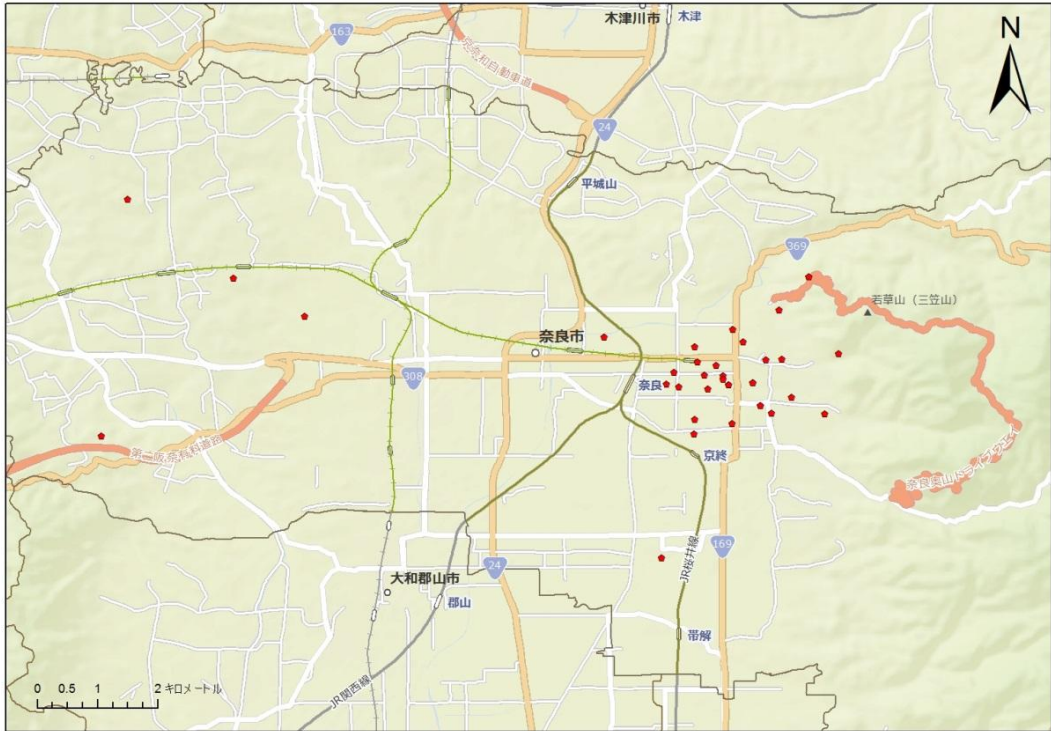 木津川市
木津
N
163
京奈和自動車道
24
平城山
369
若草山（三笠山）
奈良市
308
奈良
第二阪奈有料道路
京終
奈良奥山ドライブウェイ
169
JR桜井線
24
大和郡山市
郡山
帯解
0 0.5 1 2 キロメートル
JR関西線